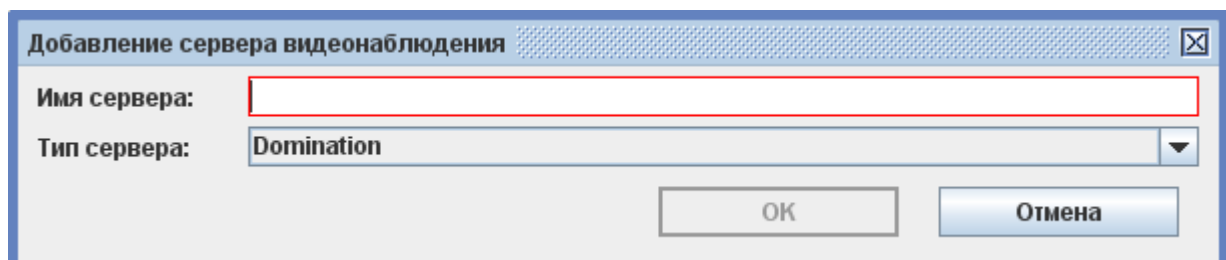 Добавление сервера видеонаблюдения
Имя сервера:
Тип сервера: Domination
OK Отмена